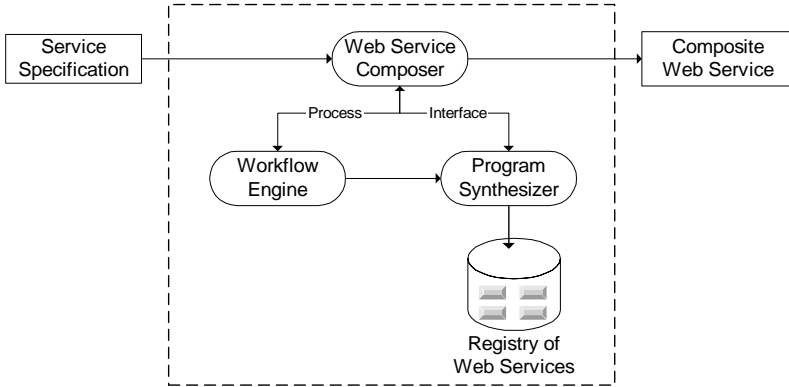 Service
Specification
Web Service
Composer
Composite
Web Service
Process
Interface
Workflow
Engine
Program
Synthesizer
Registry of
Web Services